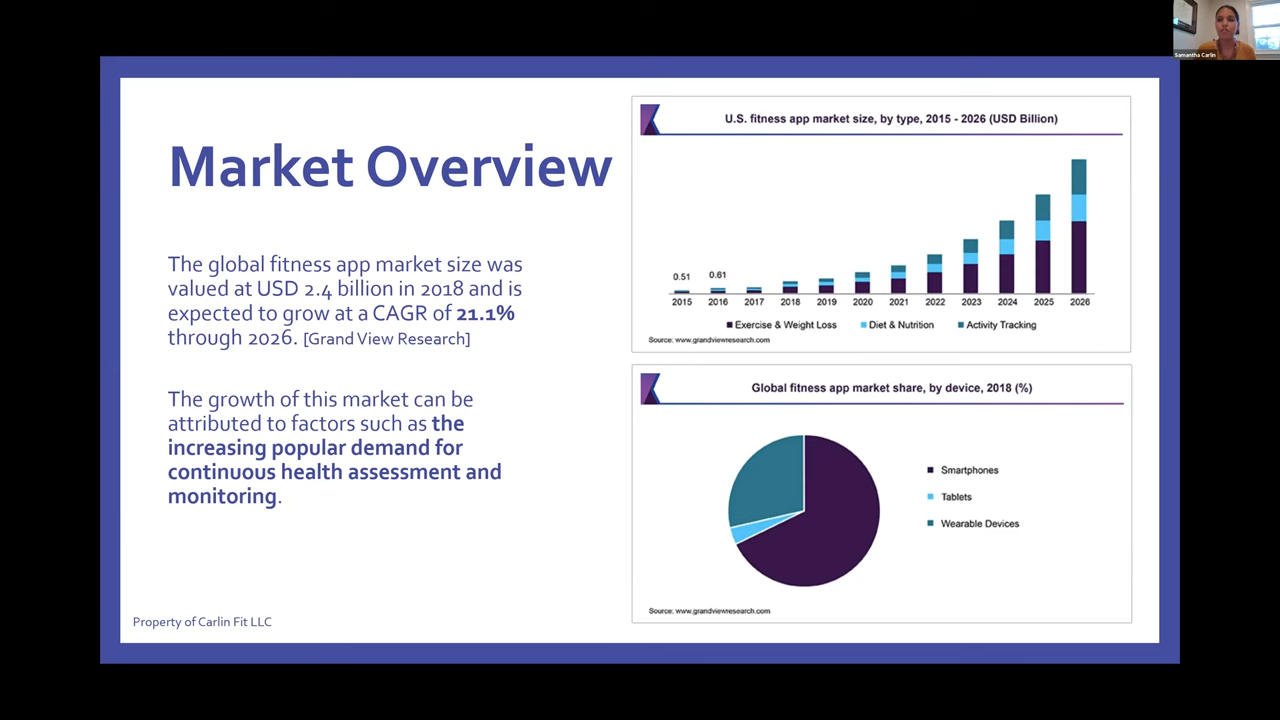 Samantha Carlin
Market Overview
The global fitness app market size was
valued at USD 2.4 billion in 2018 and is
expected to grow at a CAGR of 21.1%
through 2026. [Grand View Research]
The growth of this market can be
attributed to factors such as the
increasing popular demand for
continuous health assessment and
monitoring.
Property of Carlin Fit LLC
U.S. fitness app market size, by type, 2015 - 2026 (USD Billion)
0.51 0.61
2015 2016 2017 2018 2019 2020 2021 2022 2023 2024 2025 2026
Exercise & Weight Loss Diet & Nutrition Activity Tracking
Source: www.grandviewresearch.com
Global fitness app market share, by device, 2018 (%)
Smartphones
Tablets
Wearable Devices
Source: www.grandviewresearch.com